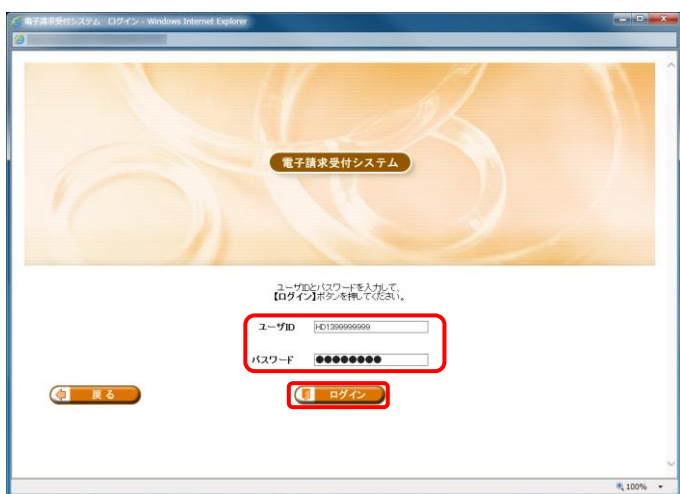 電子請求受付システム ログイン - Windows Internet Explorer
電子請求受付システム
ユーザIDとパスワードを入力して、
【ログイン】ボタンを押してください。
ユーザID HD1399999999
パスワード ●●●●●●●●
戻る ログイン
100%